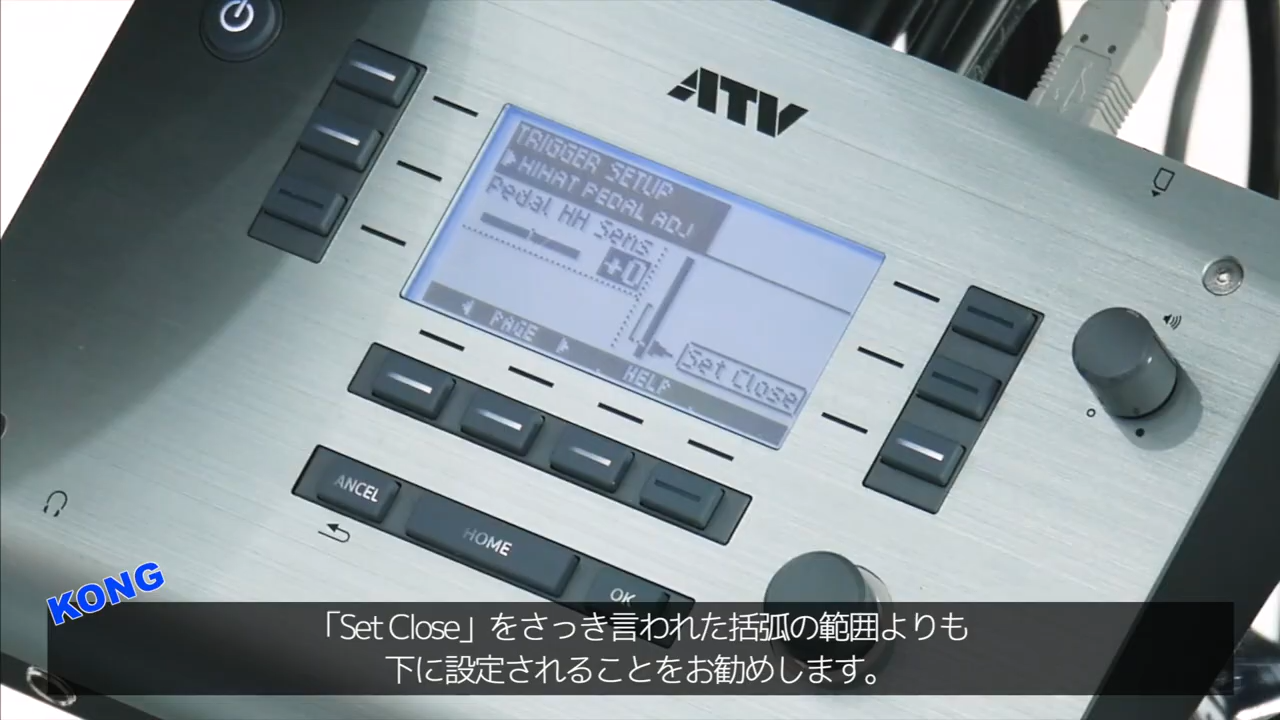 ATV
TRIGGER SETUP
HIHAT PEDAL ADJ
Pedal HH Sens
+0
PAGE
HELP
Set Close
ANCEL
HOME
OK
KONG
「Set Close」をさっき言われた括弧の範囲よりも
下に設定されることをお勧めします。